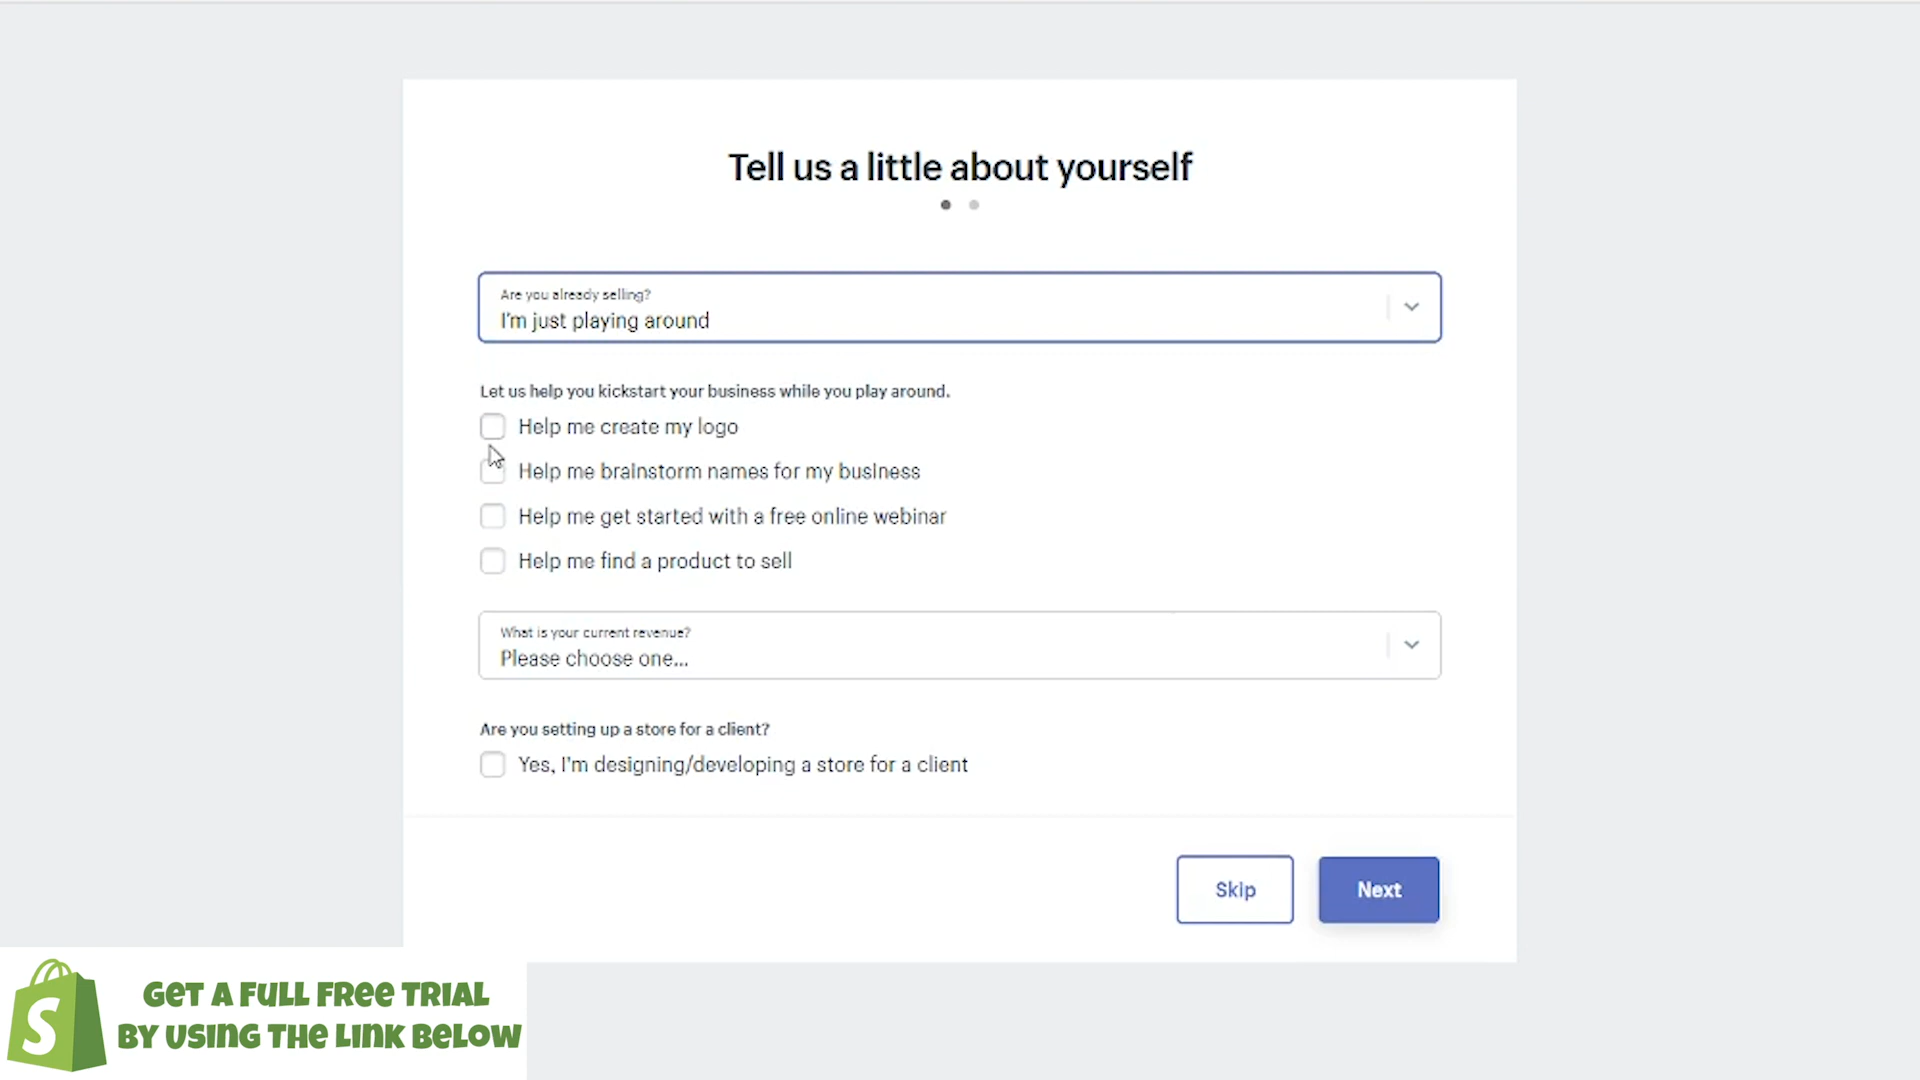 Tell us a little about yourself
Are you already selling?
I'm just playing around
Let us help you kickstart your business while you play around.
Help me create my logo
Help me brainstorm names for my business
Help me get started with a free online webinar
Help me find a product to sell
What is your current revenue?
Please choose one...
Are you setting up a store for a client?
Yes, I'm designing/developing a store for a client
Skip
Next
S
GET A FULL FREE TRIAL
BY USING THE LINK BELOW